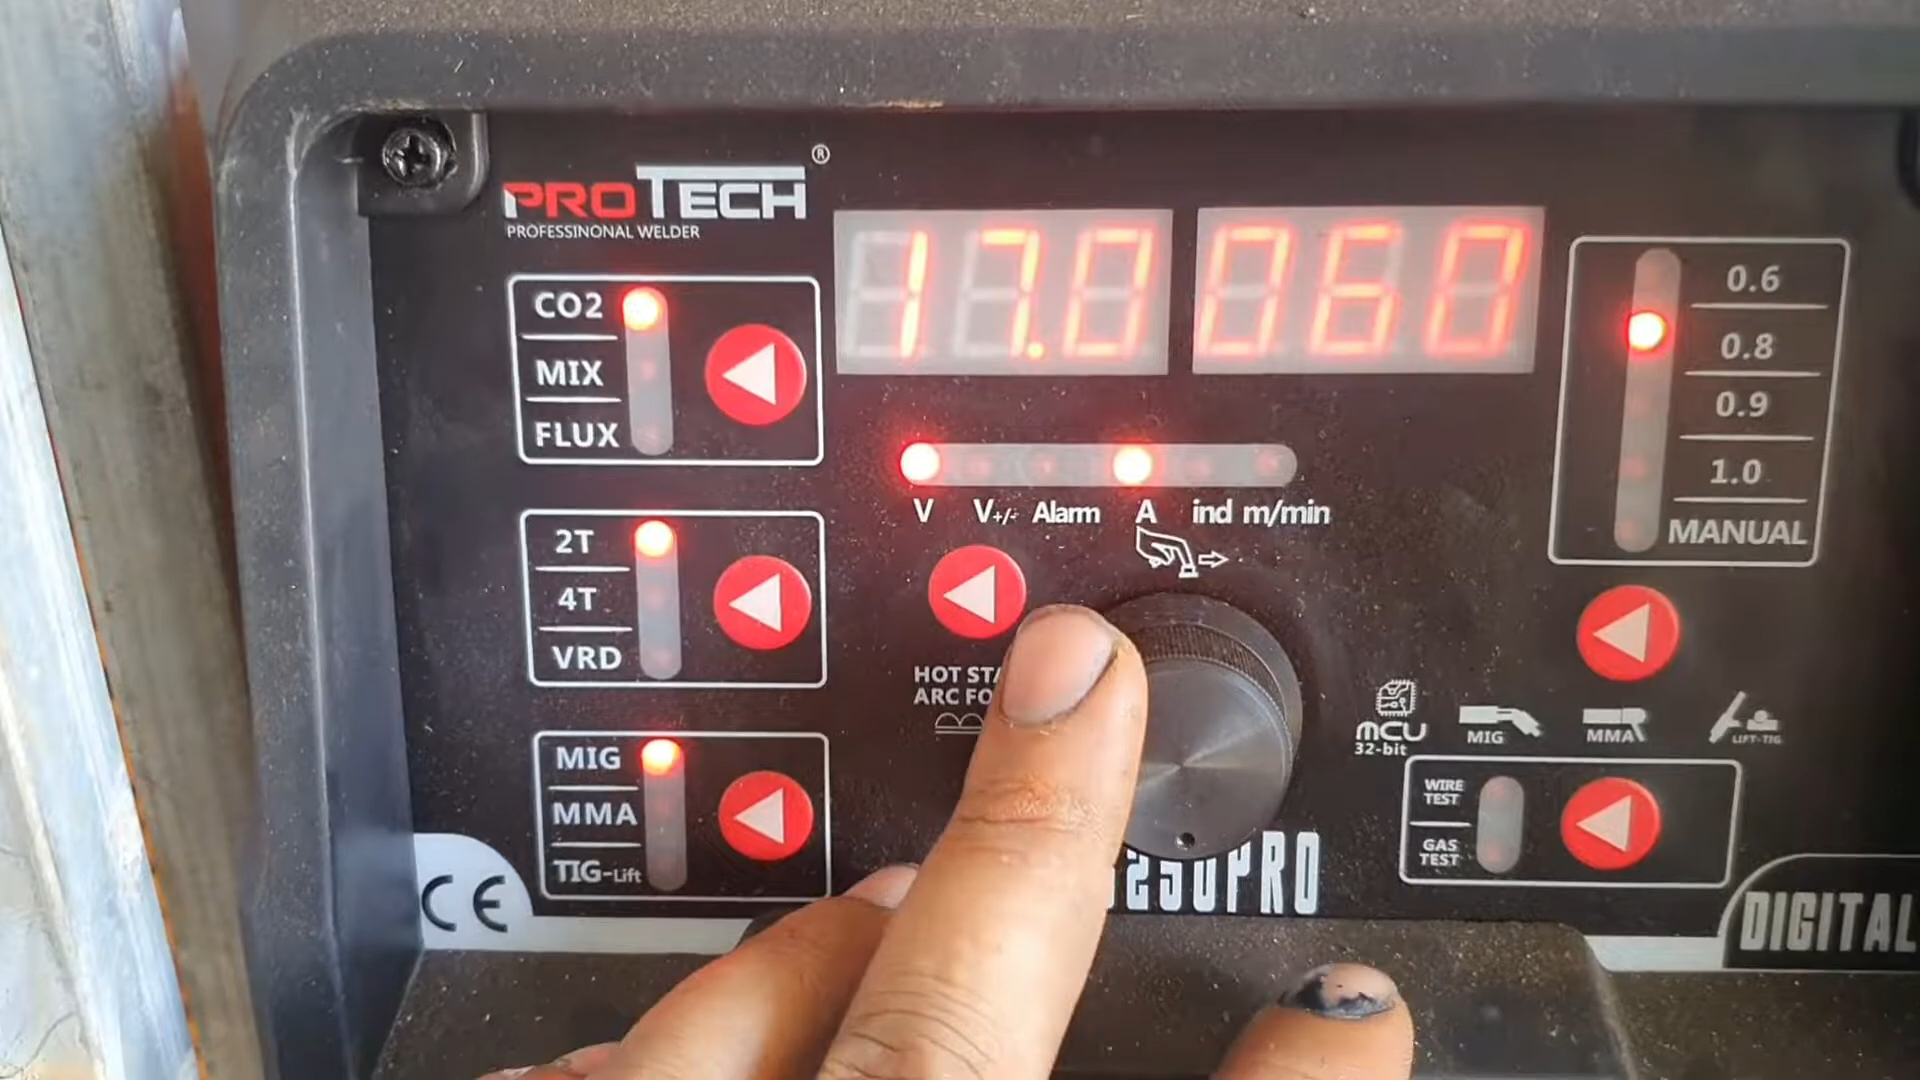 PROTECH®
PROFESSINONAL WELDER
17.0
060
CO2
MIX
FLUX
0.6
0.8
0.9
1.0
MANUAL
V V+/- Alarm A ind m/min
2T
4T
VRD
HOT
ARC
MCU
32-bit
MIG
MMA
LIFT-TIG
MIG
MMA
TIG-Lift
WIRE
TEST
GAS
TEST
250PRO
CE
DIGITAL